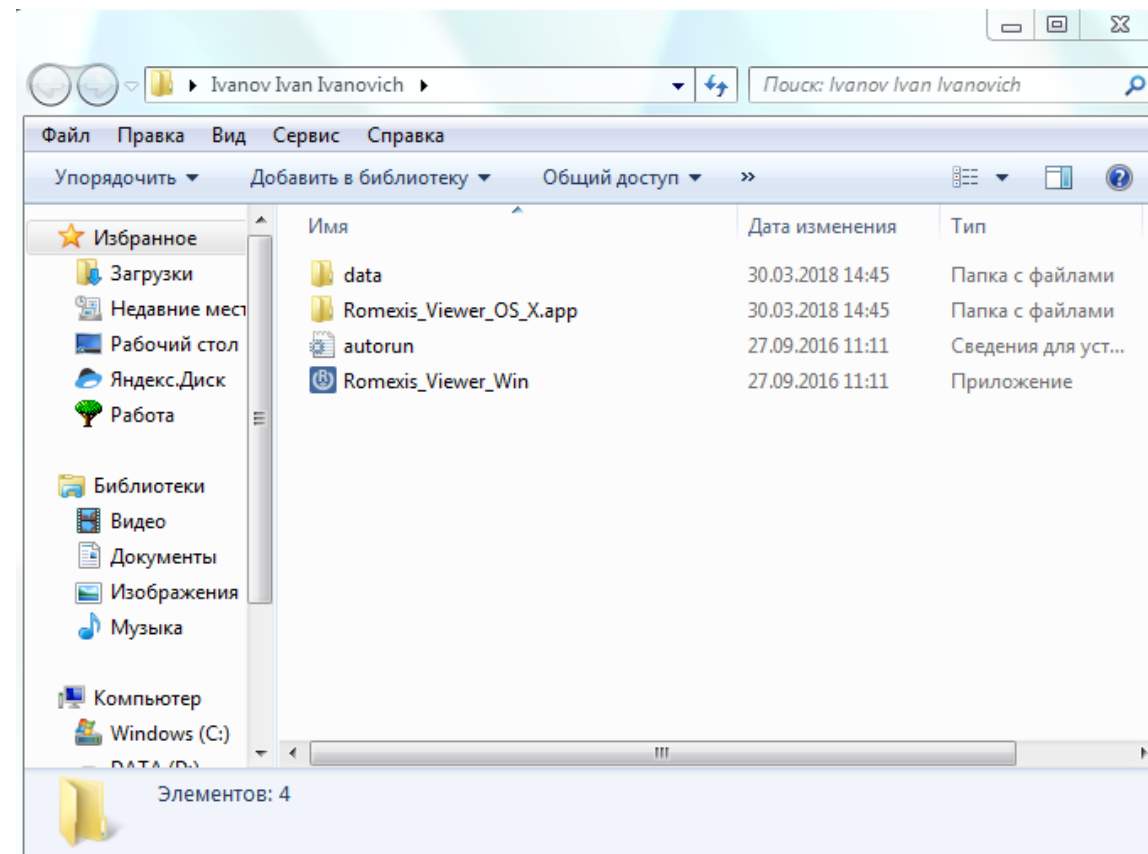 Ivanov Ivan Ivanovich
Поиск: Ivanov Ivan Ivanovich
Файл Правка Вид Сервис Справка
Упорядочить Добавить в библиотеку Общий доступ »
Избранное
Загрузки
Недавние мест
Рабочий стол
Яндекс.Диск
Работа
Библиотеки
Видео
Документы
Изображения
Музыка
Компьютер
Windows (C:)
DATA (D:)
Имя Дата изменения Тип
data 30.03.2018 14:45 Папка с файлами
Romexis_Viewer_OS_X.app 30.03.2018 14:45 Папка с файлами
autorun 27.09.2016 11:11 Сведения для уст...
Romexis_Viewer_Win 27.09.2016 11:11 Приложение
Элементов: 4